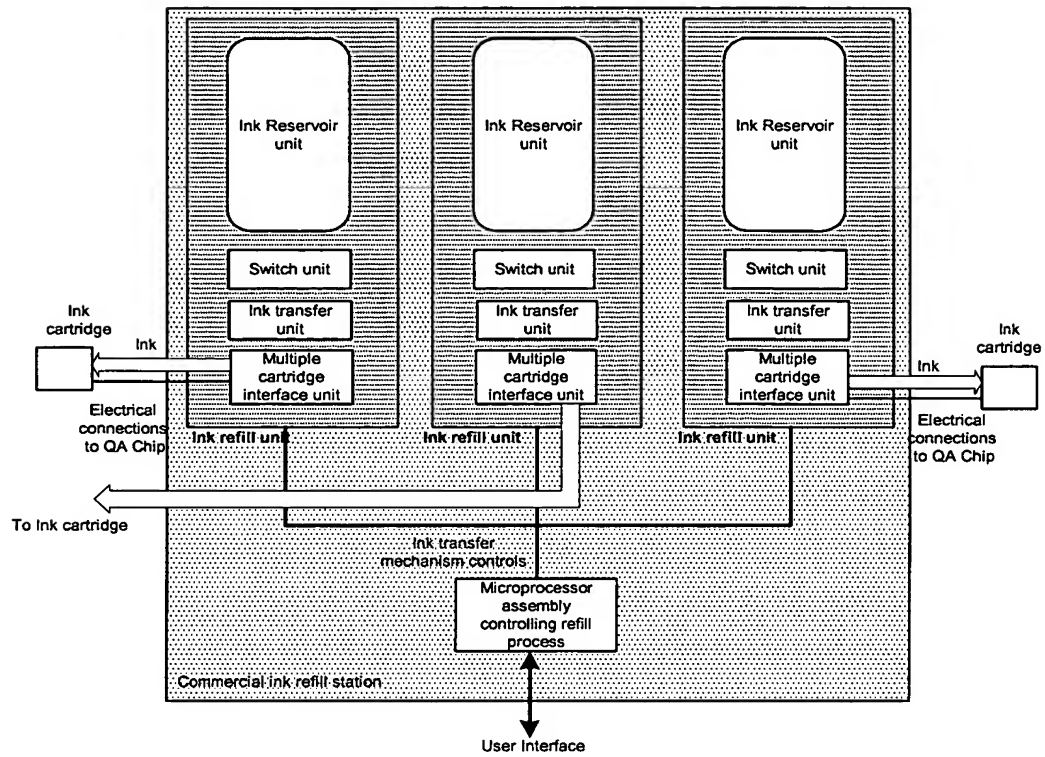 Ink Reservoir
unit
Ink Reservoir
unit
Ink Reservoir
unit
Switch unit
Switch unit
Switch unit
Ink transfer
unit
Ink transfer
unit
Ink transfer
unit
Ink
cartridge
Ink
Multiple
cartridge
interface unit
Multiple
cartridge
interface unit
Multiple
cartridge
interface unit
Ink
Ink
cartridge
Electrical
connections
to QA Chip
Ink refill unit
Ink refill unit
Ink refill unit
Electrical
connections
to QA Chip
To Ink cartridge
Ink transfer
mechanism controls
Microprocessor
assembly
controlling refill
process
Commercial ink refill station
User Interface